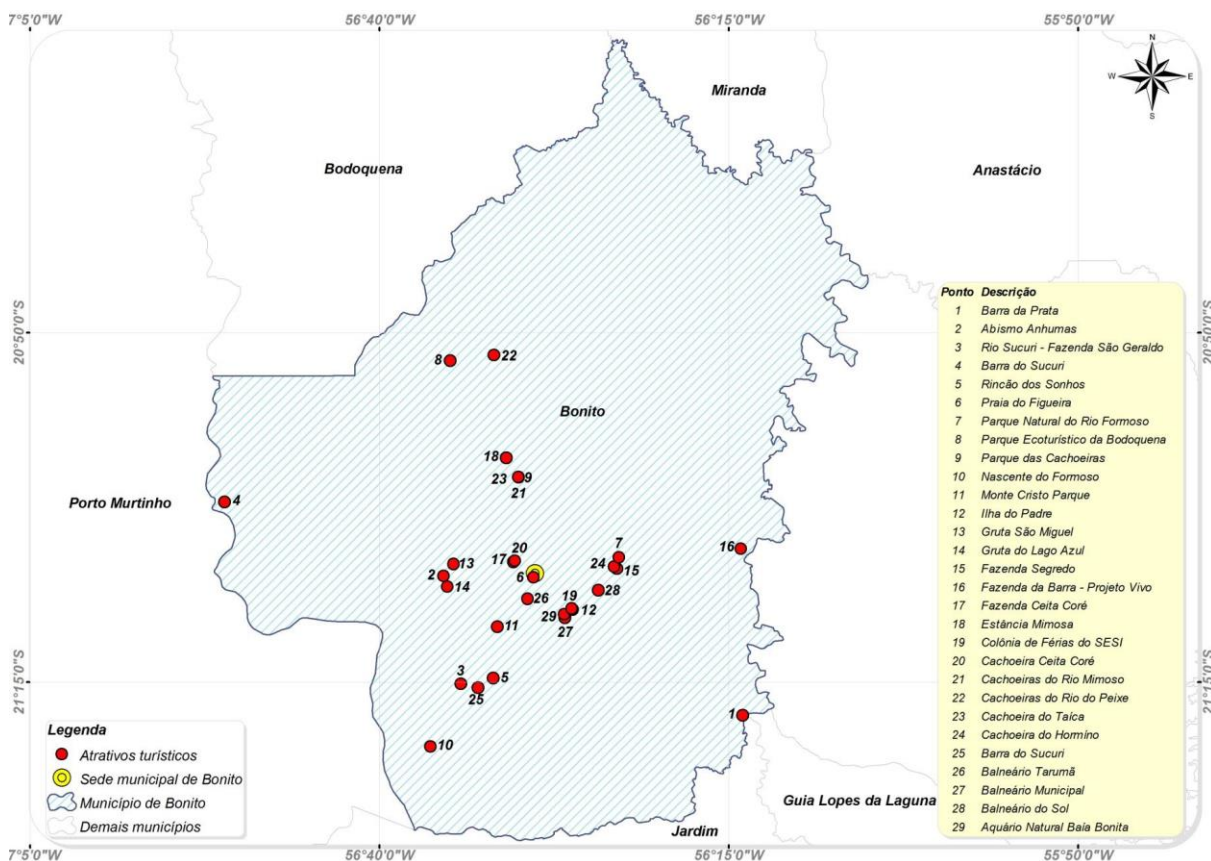 7°5'0"W
56°40'0"W
56°15'0"W
55°50'0"W
N
W
E
S
Miranda
Bodoquena
Anastácio
20°50'0"S
20°50'0"S
8
22
Bonito
18
23
9
21
Porto Murtinho
4
20
7
16
17
13
24
2
6
15
14
28
26
19
12
29
27
11
3
5
25
21°15'0"S
21°15'0"S
1
10
Guia Lopes da Laguna
Jardim
Ponto Descrição
1 Barra da Prata
2 Abismo Anhumas
3 Rio Sucuri - Fazenda São Geraldo
4 Barra do Sucuri
5 Rincão dos Sonhos
6 Praia do Figueira
7 Parque Natural do Rio Formoso
8 Parque Ecoturístico da Bodoquena
9 Parque das Cachoeiras
10 Nascente do Formoso
11 Monte Cristo Parque
12 Ilha do Padre
13 Gruta São Miguel
14 Gruta do Lago Azul
15 Fazenda Segredo
16 Fazenda da Barra - Projeto Vivo
17 Fazenda Ceita Coré
18 Estância Mimosa
19 Colônia de Férias do SESI
20 Cachoeira Ceita Coré
21 Cachoeiras do Rio Mimoso
22 Cachoeiras do Rio do Peixe
23 Cachoeira do Taíca
24 Cachoeira do Hormíno
25 Barra do Sucuri
26 Balneário Tarumã
27 Balneário Municipal
28 Balneário do Sol
29 Aquário Natural Baía Bonita
Legenda
Atrativos turísticos
Sede municipal de Bonito
Município de Bonito
Demais municípios
7°5'0"W
56°40'0"W
56°15'0"W
55°50'0"W